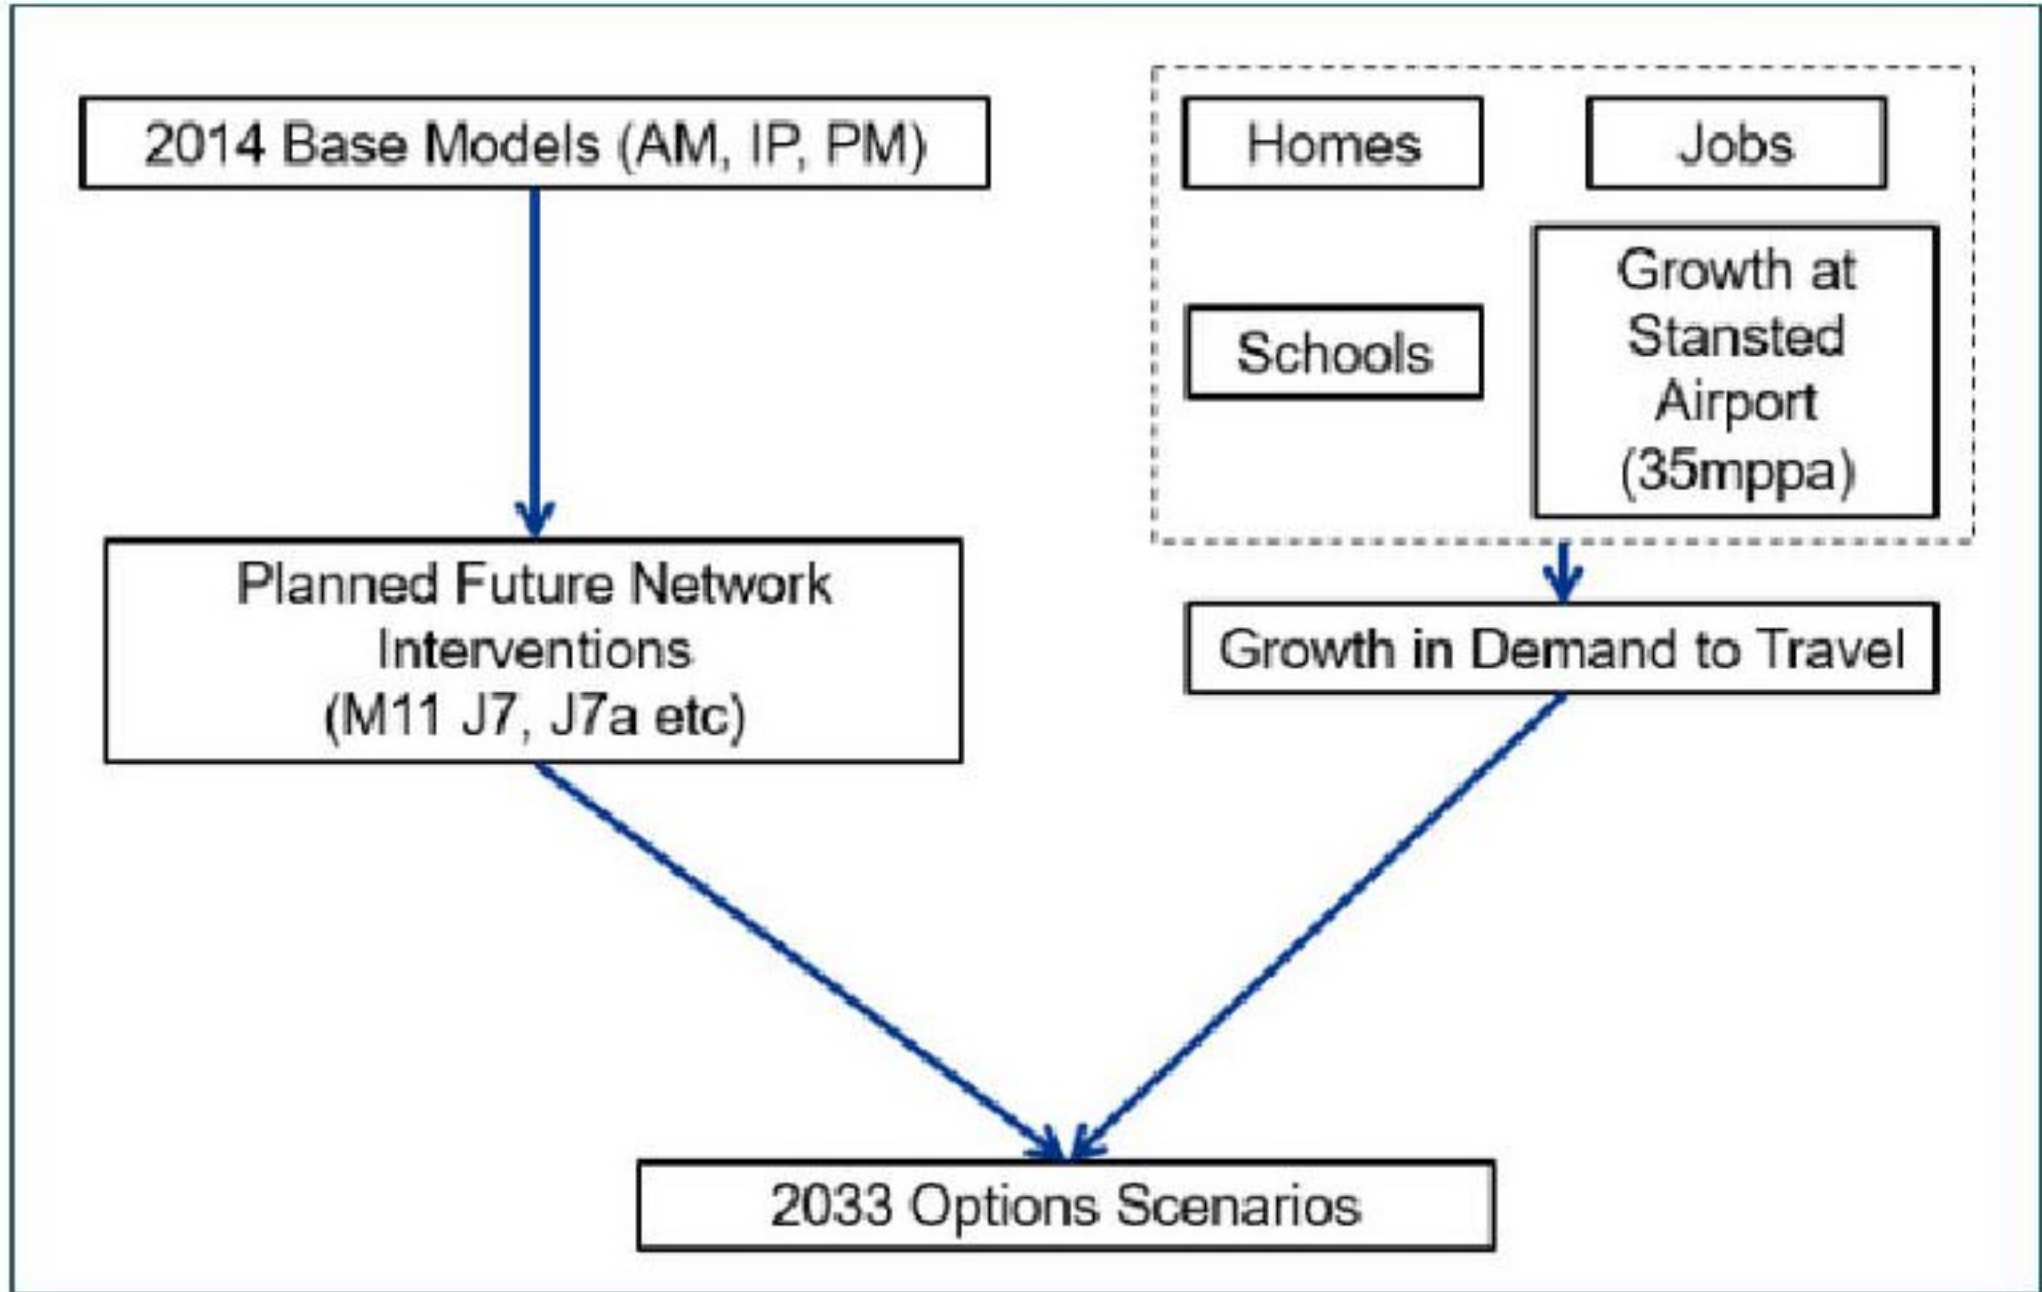 2014 Base Models (AM, IP, PM)
Homes
Jobs
Schools
Growth at
Stansted
Airport
(35mppa)
Planned Future Network
Interventions
(M11 J7, J7a etc)
Growth in Demand to Travel
2033 Options Scenarios